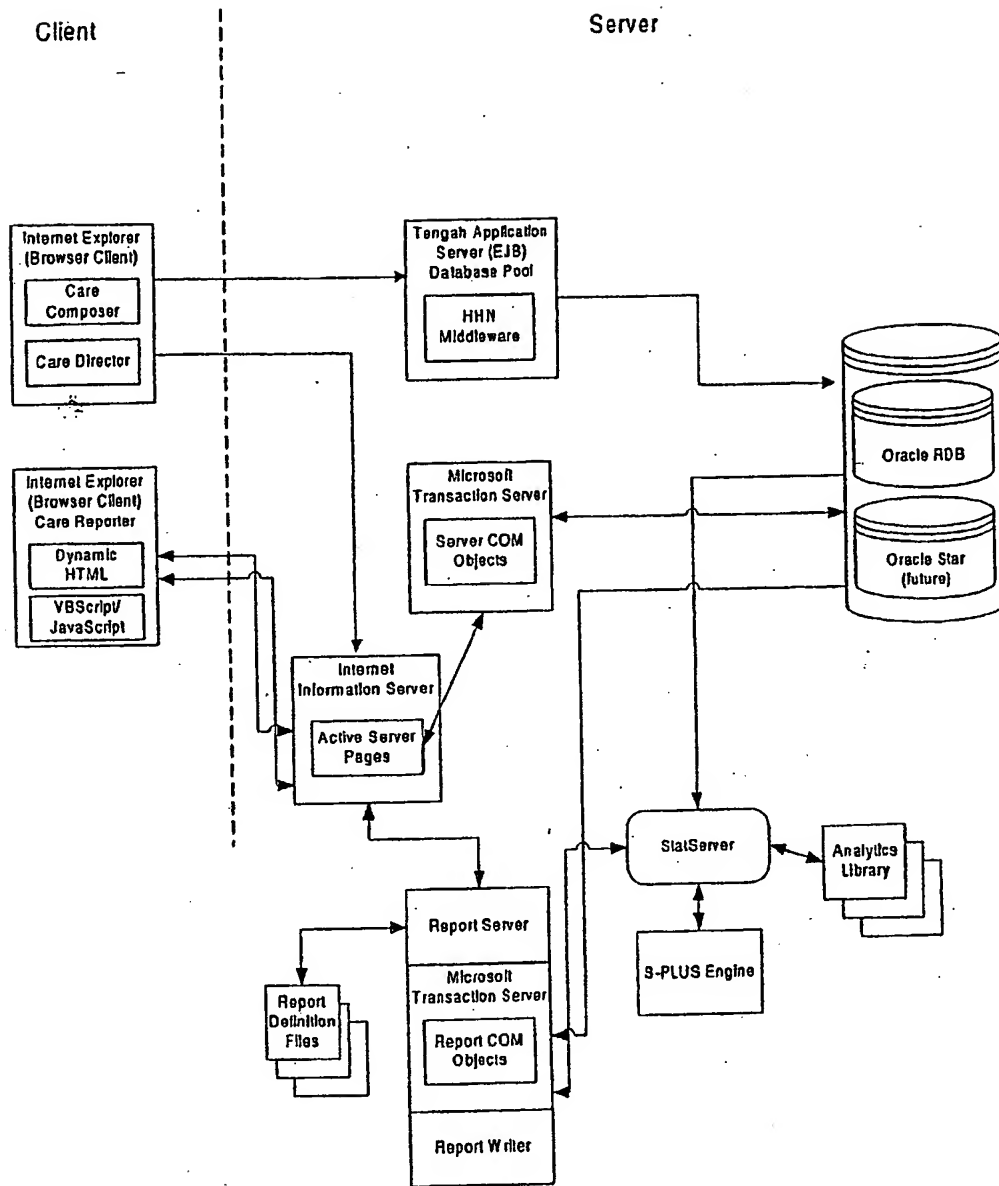 Client
Server
Internet Explorer
(Browser Client)
Care
Composer
Care Director
Tengah Application
Server (EJB)
Database Pool
HHN
Middleware
Oracle RDB
Oracle Star
(future)
Internet Explorer
(Browser Client)
Care Reporter
Dynamic
HTML
VBScript/
JavaScript
Microsoft
Transaction Server
Server COM
Objects
Internet
Information Server
Active Server
Pages
StatServer
Analytics
Library
S-PLUS Engine
Report Server
Microsoft
Transaction Server
Report COM
Objects
Report Writer
Report
Definition
Files